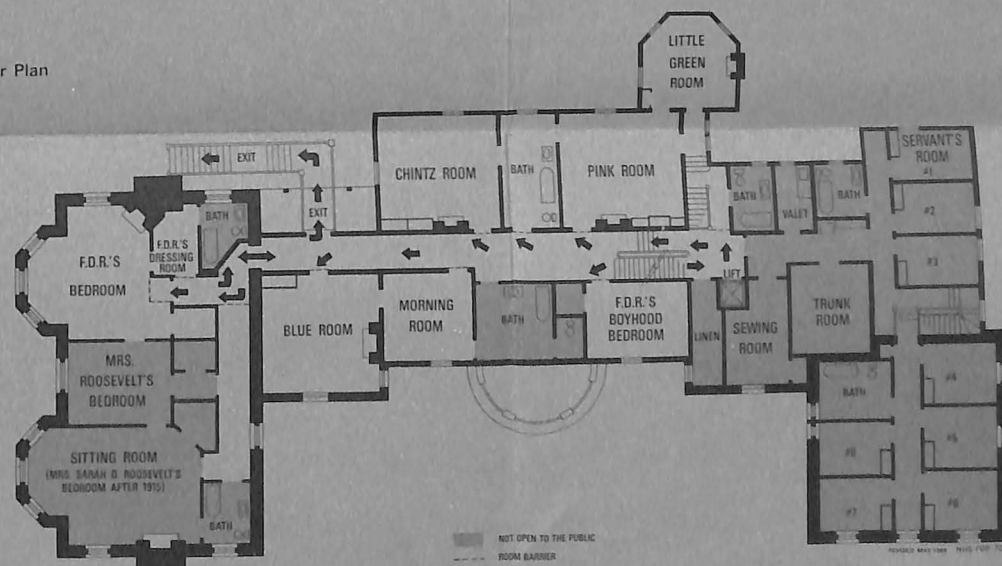 r Plan
LITTLE
GREEN
ROOM
EXIT
EXIT
CHINTZ ROOM
BATH
PINK ROOM
BATH
VALET
BATH
SERVANT'S
ROOM
#1
#2
#3
BATH
F.D.R.'S
DRESSING
ROOM
F.D.R.'S
BEDROOM
LIFT
BLUE ROOM
MORNING
ROOM
BATH
F.D.R.'S
BOYHOOD
BEDROOM
LINEN
SEWING
ROOM
TRUNK
ROOM
MRS.
ROOSEVELT'S
BEDROOM
BATH
#4
#5
#6
#7
#8
SITTING ROOM
(MRS. SARAH D. ROOSEVELT'S
BEDROOM AFTER 1915)
BATH
NOT OPEN TO THE PUBLIC
ROOM BARRIER
REVISED MAY